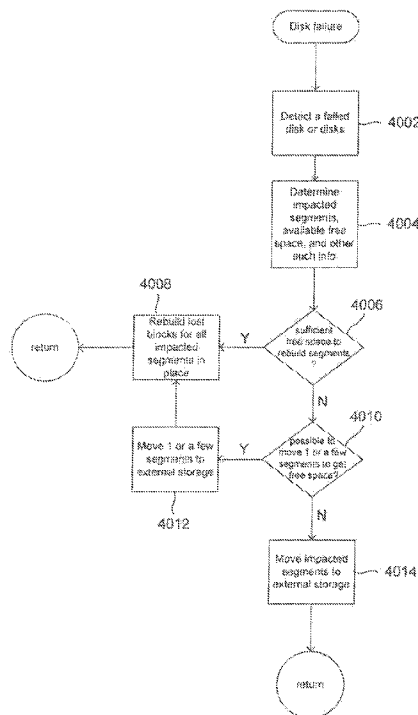 Disk failure
Detect a failed
disk or disks
4002
Determine
impacted
segments,
available free
space, and other
such info
4004
4008
Rebuild lost
blocks for all
impacted
segments in
place
return
Y
sufficient
free space to
rebuild segments
?
4006
N
4010
possible to
move 1 or a few
segments to get
free space?
Y
Move 1 or a few
segments to
external storage
4012
N
Move impacted
segments to
external storage
4014
return